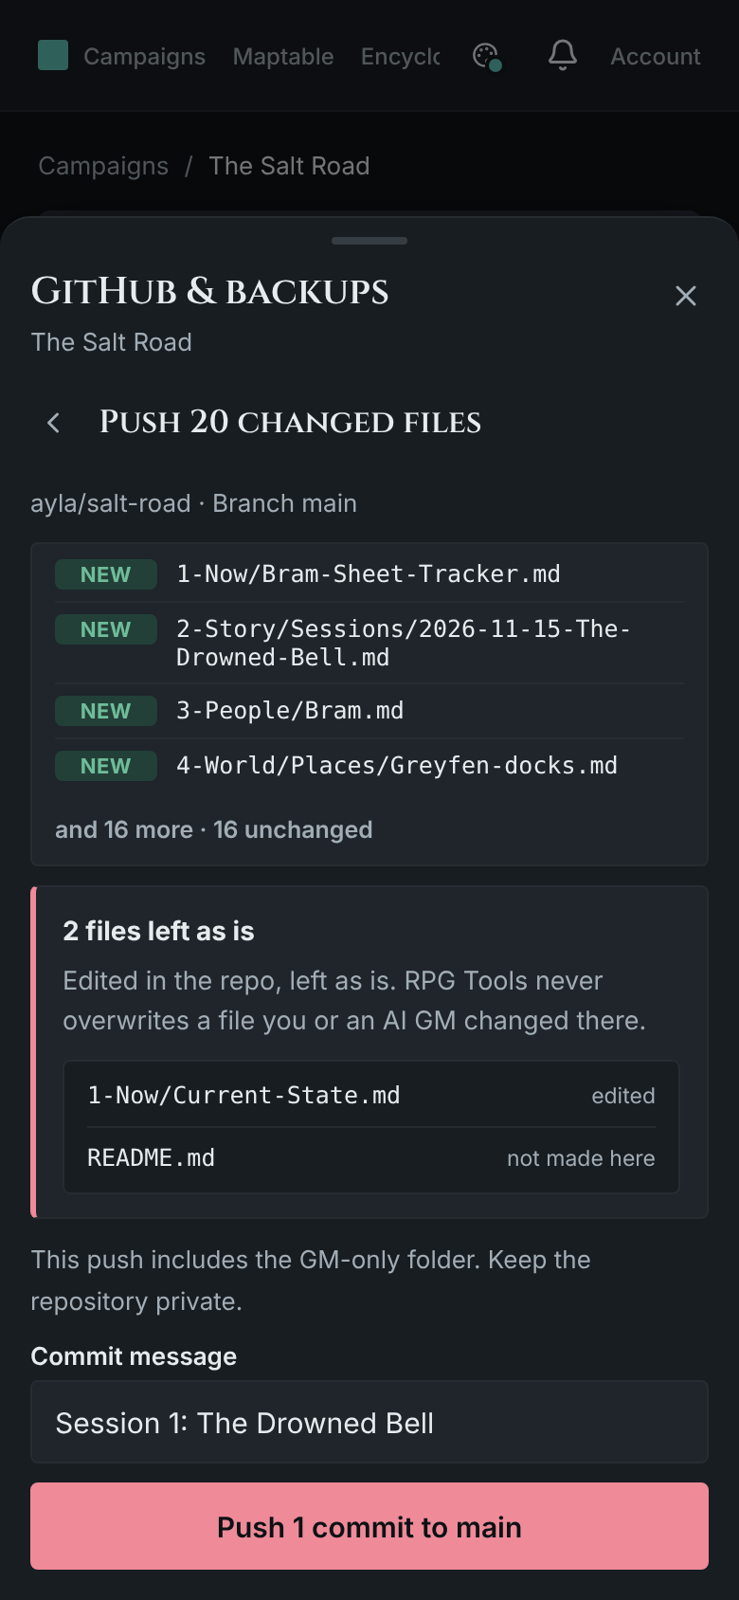 Campaigns Maptable Encyclc Account
Campaigns / The Salt Road
GitHub & backups
The Salt Road
Push 20 changed files
ayla/salt-road · Branch main
NEW 1-Now/Bram-Sheet-Tracker.md
NEW 2-Story/Sessions/2026-11-15-The-
Drowned-Bell.md
NEW 3-People/Bram.md
NEW 4-World/Places/Greyfen-docks.md
and 16 more · 16 unchanged
2 files left as is
Edited in the repo, left as is. RPG Tools never
overwrites a file you or an AI GM changed there.
1-Now/Current-State.md edited
README.md not made here
This push includes the GM-only folder. Keep the
repository private.
Commit message
Session 1: The Drowned Bell
Push 1 commit to main